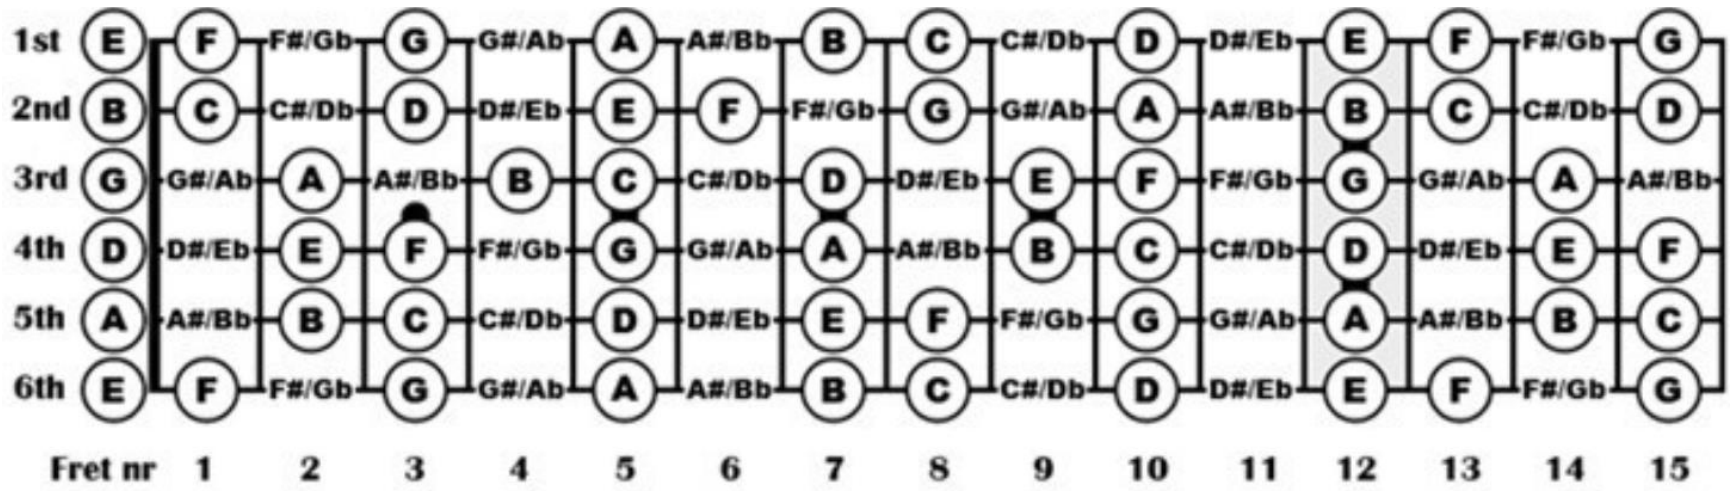 1st E F F#/Gb G G#/Ab A A#/Bb B C C#/Db D D#/Eb E F F#/Gb G
2nd B C C#/Db D D#/Eb E F F#/Gb G G#/Ab A A#/Bb B C C#/Db D
3rd G G#/Ab A A#/Bb B C C#/Db D D#/Eb E F F#/Gb G G#/Ab A A#/Bb
4th D D#/Eb E F F#/Gb G G#/Ab A A#/Bb B C C#/Db D D#/Eb E F
5th A A#/Bb B C C#/Db D D#/Eb E F F#/Gb G G#/Ab A A#/Bb B C
6th E F F#/Gb G G#/Ab A A#/Bb B C C#/Db D D#/Eb E F F#/Gb G
Fret nr 1 2 3 4 5 6 7 8 9 10 11 12 13 14 15